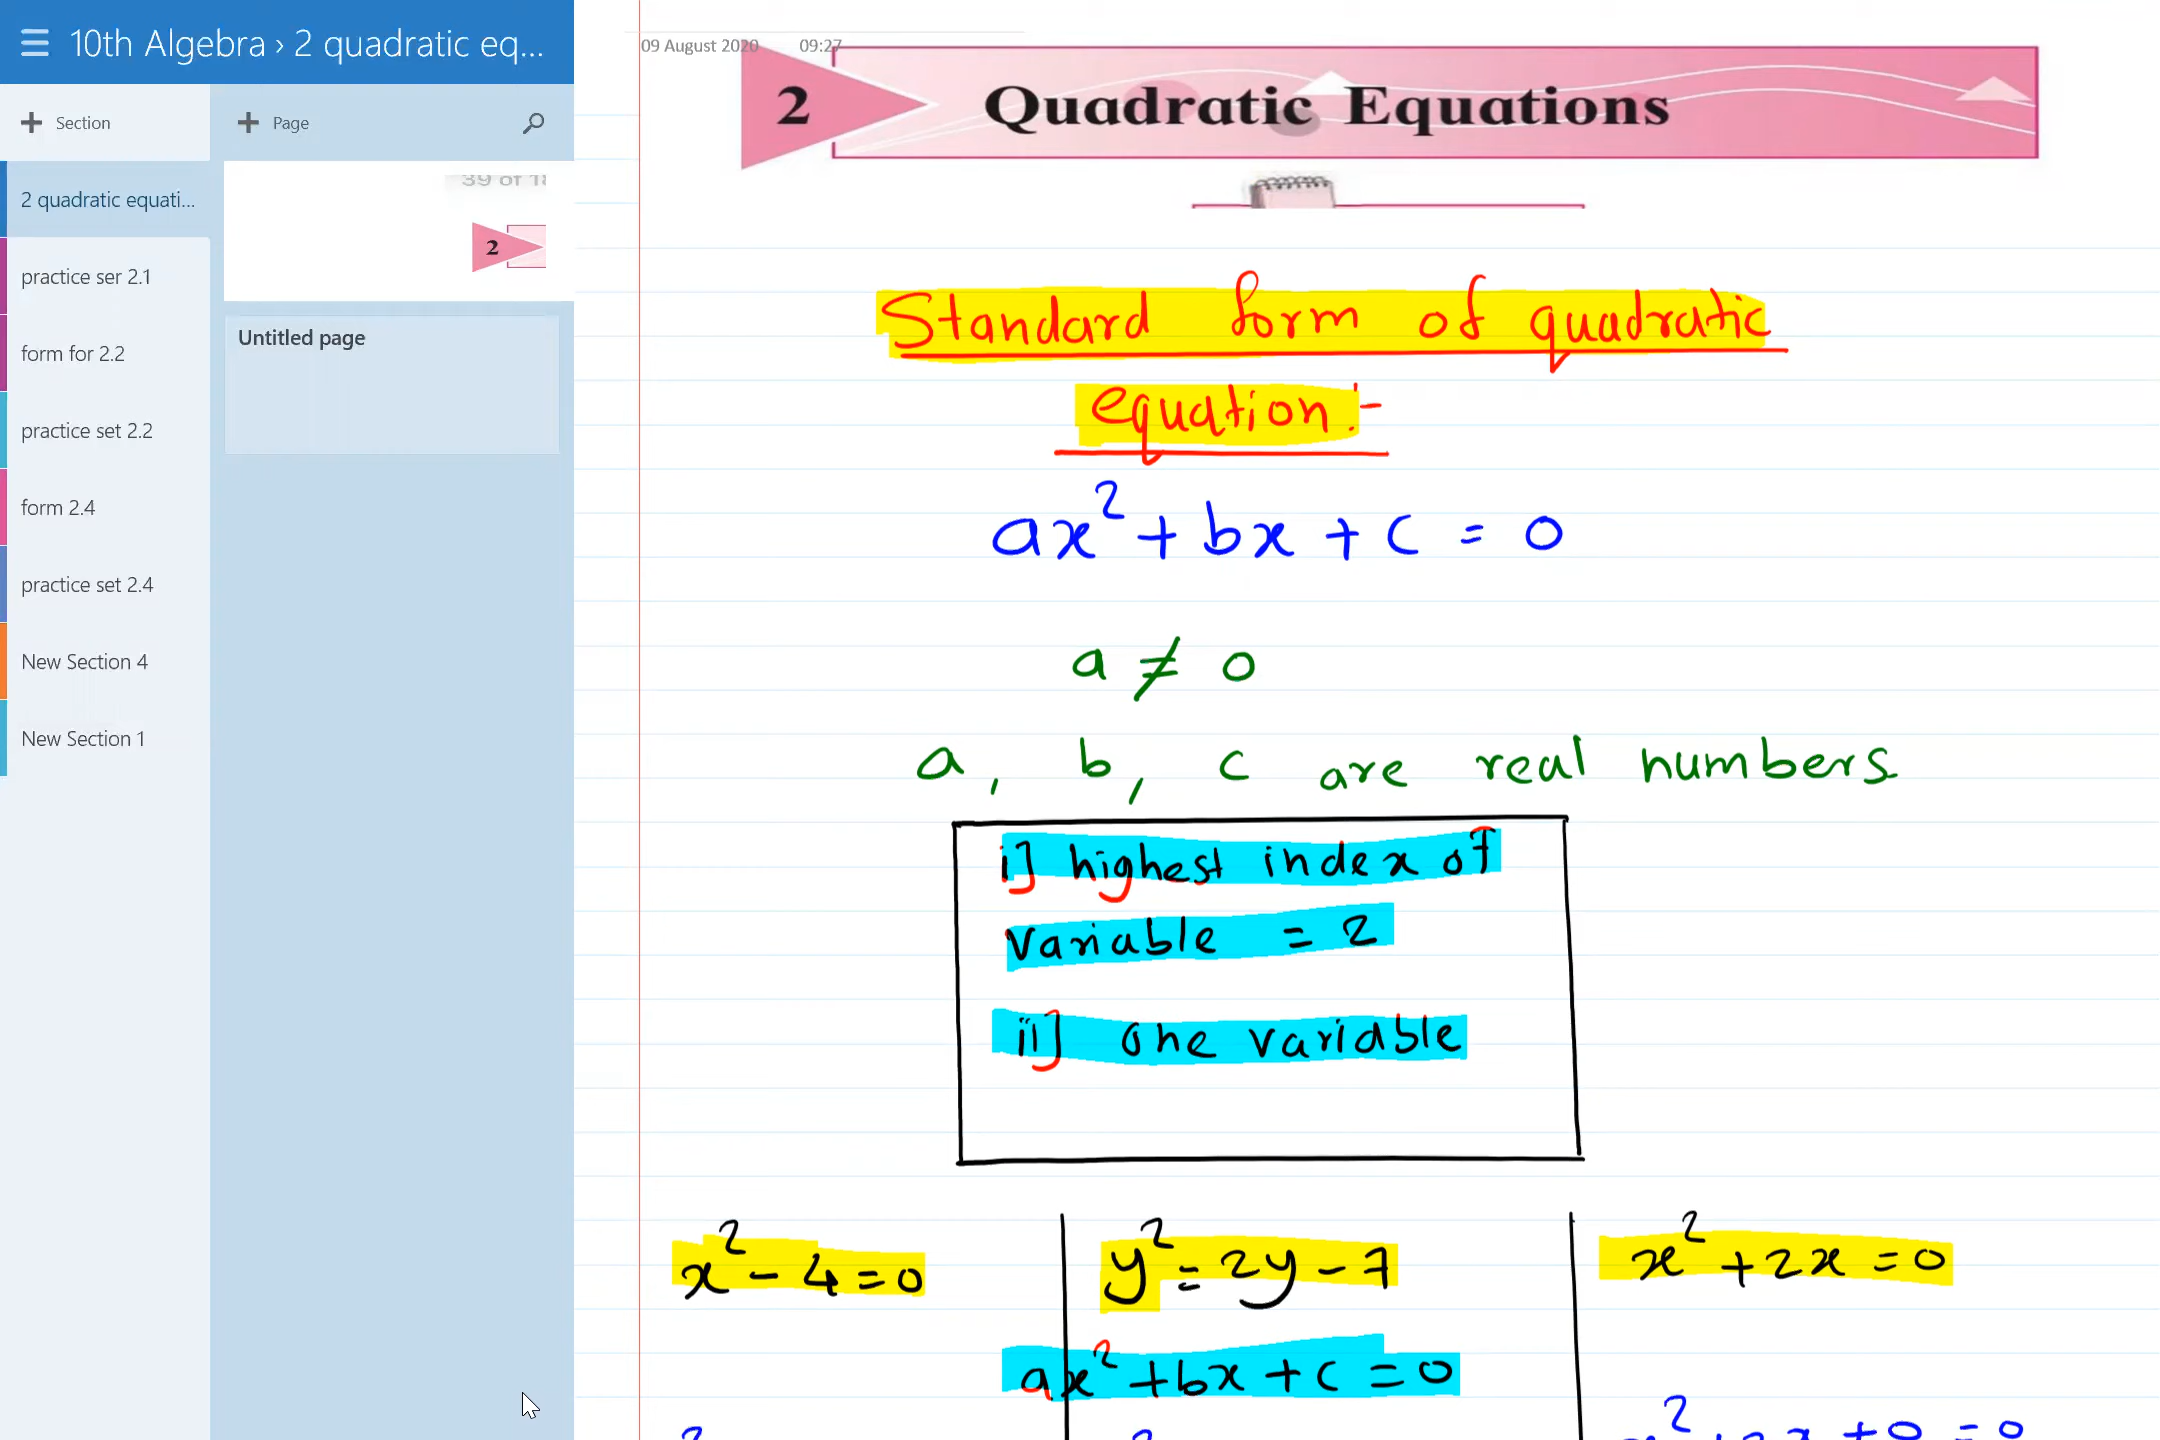 10th Algebra › 2 quadratic eq...
+ Section
+ Page
2 quadratic equati...
practice ser 2.1
form for 2.2
practice set 2.2
form 2.4
practice set 2.4
New Section 4
New Section 1
39 of 18
2
Untitled page
09 August 2020 09:27
2 Quadratic Equations
Standard form of quadratic
equation:-
ax² + bx + c = 0
a ≠ 0
a, b, c are real numbers
i] highest index of
variable = 2
ii] one variable
x² - 4 = 0
y² = 2y - 7
x² + 2x = 0
ax² + bx + c = 0